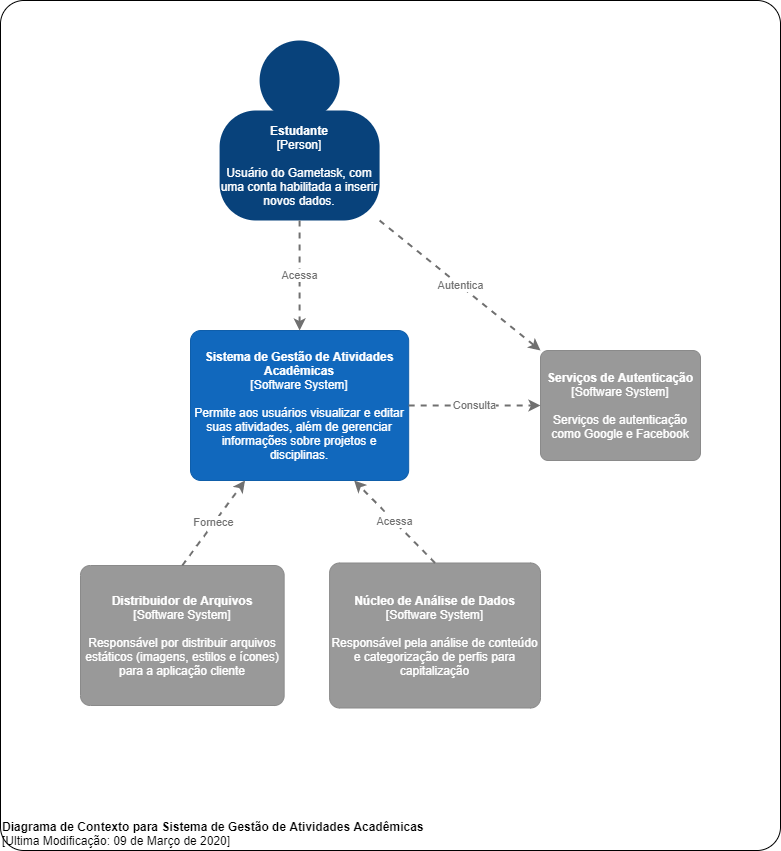 Estudante
[Person]
Usuário do Gametask, com
uma conta habilitada a inserir
novos dados.
Acessa
Autentica
Sistema de Gestão de Atividades
Acadêmicas
[Software System]
Permite aos usuários visualizar e editar
suas atividades, além de gerenciar
informações sobre projetos e
disciplinas.
Consulta
Serviços de Autenticação
[Software System]
Serviços de autenticação
como Google e Facebook
Fornece
Acessa
Distribuidor de Arquivos
[Software System]
Responsável por distribuir arquivos
estáticos (imagens, estilos e ícones)
para a aplicação cliente
Núcleo de Análise de Dados
[Software System]
Responsável pela análise de conteúdo
e categorização de perfis para
capitalização
Diagrama de Contexto para Sistema de Gestão de Atividades Acadêmicas
[Ultima Modificação: 09 de Março de 2020]